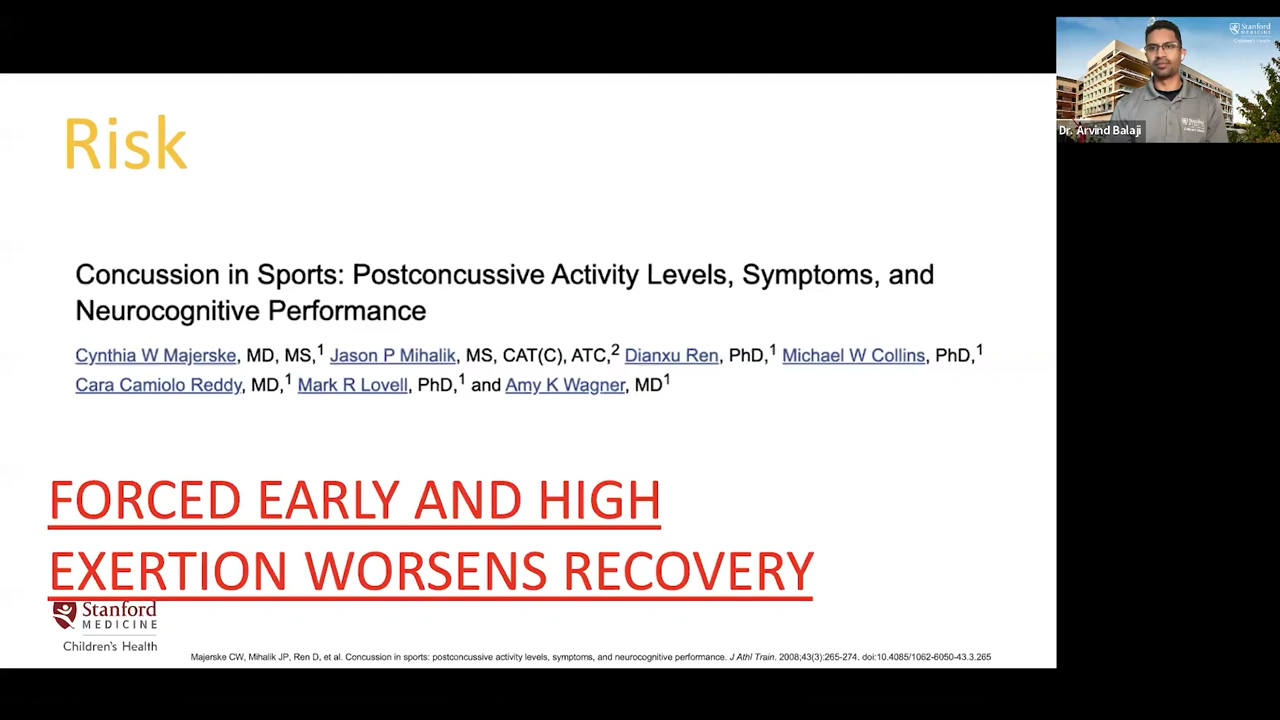 Risk
Concussion in Sports: Postconcussive Activity Levels, Symptoms, and
Neurocognitive Performance
Cynthia W Majerske, MD, MS,1 Jason P Mihalik, MS, CAT(C), ATC,2 Dianxu Ren, PhD,1 Michael W Collins, PhD,1
Cara Camiolo Reddy, MD,1 Mark R Lovell, PhD,1 and Amy K Wagner, MD1
FORCED EARLY AND HIGH
EXERTION WORSENS RECOVERY
Stanford
MEDICINE
Children's Health
Majerske CW, Mihalik JP, Ren D, et al. Concussion in sports: postconcussive activity levels, symptoms, and neurocognitive performance. J Athl Train. 2008;43(3):265-274. doi:10.4085/1062-6050-43.3.265
Stanford
MEDICINE
Children's Health
Dr. Arvind Balaji